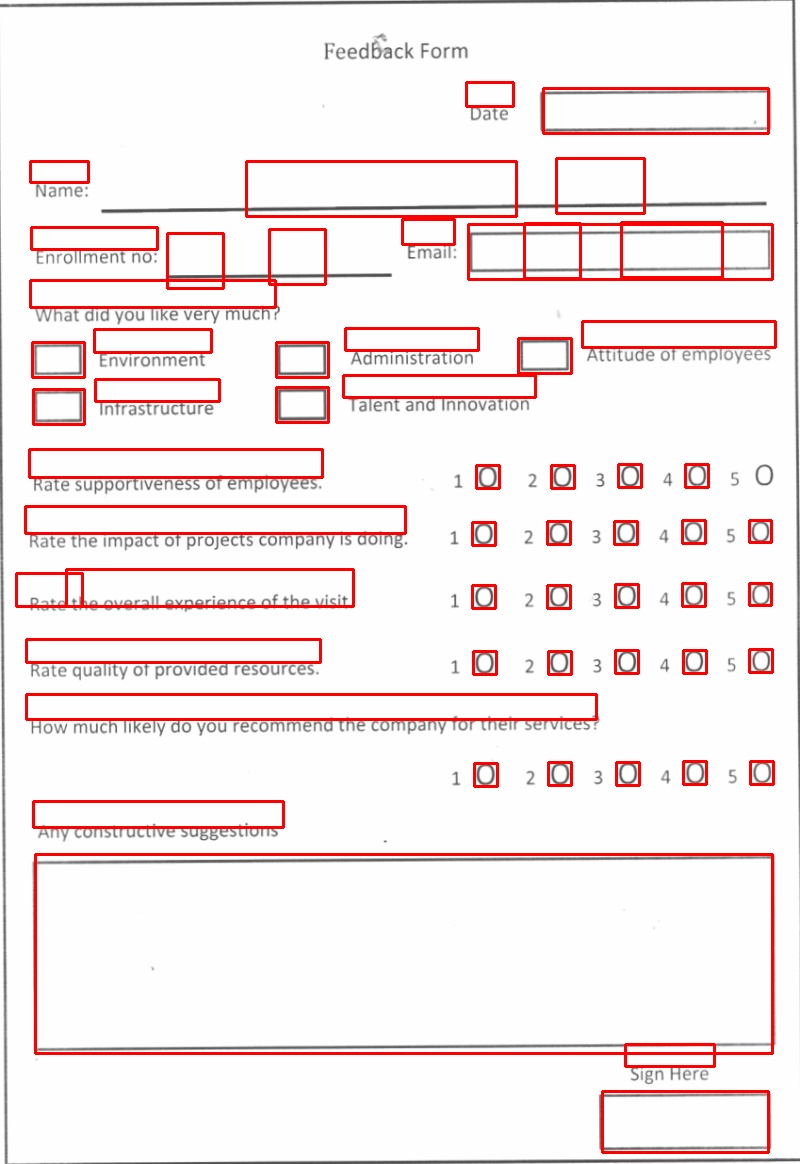 Feedback Form
Date
Name:
Enrollment no:
Email:
What did you like very much?
Environment
Administration
Attitude of employees
Infrastructure
Talent and Innovation
Rate supportiveness of employees. 1 O 2 O 3 O 4 O 5 O
Rate the impact of projects company is doing. 1 O 2 O 3 O 4 O 5 O
Rate the overall experience of the visit 1 O 2 O 3 O 4 O 5 O
Rate quality of provided resources. 1 O 2 O 3 O 4 O 5 O
How much likely do you recommend the company for their services?
1 O 2 O 3 O 4 O 5 O
Any constructive suggestions
Sign Here